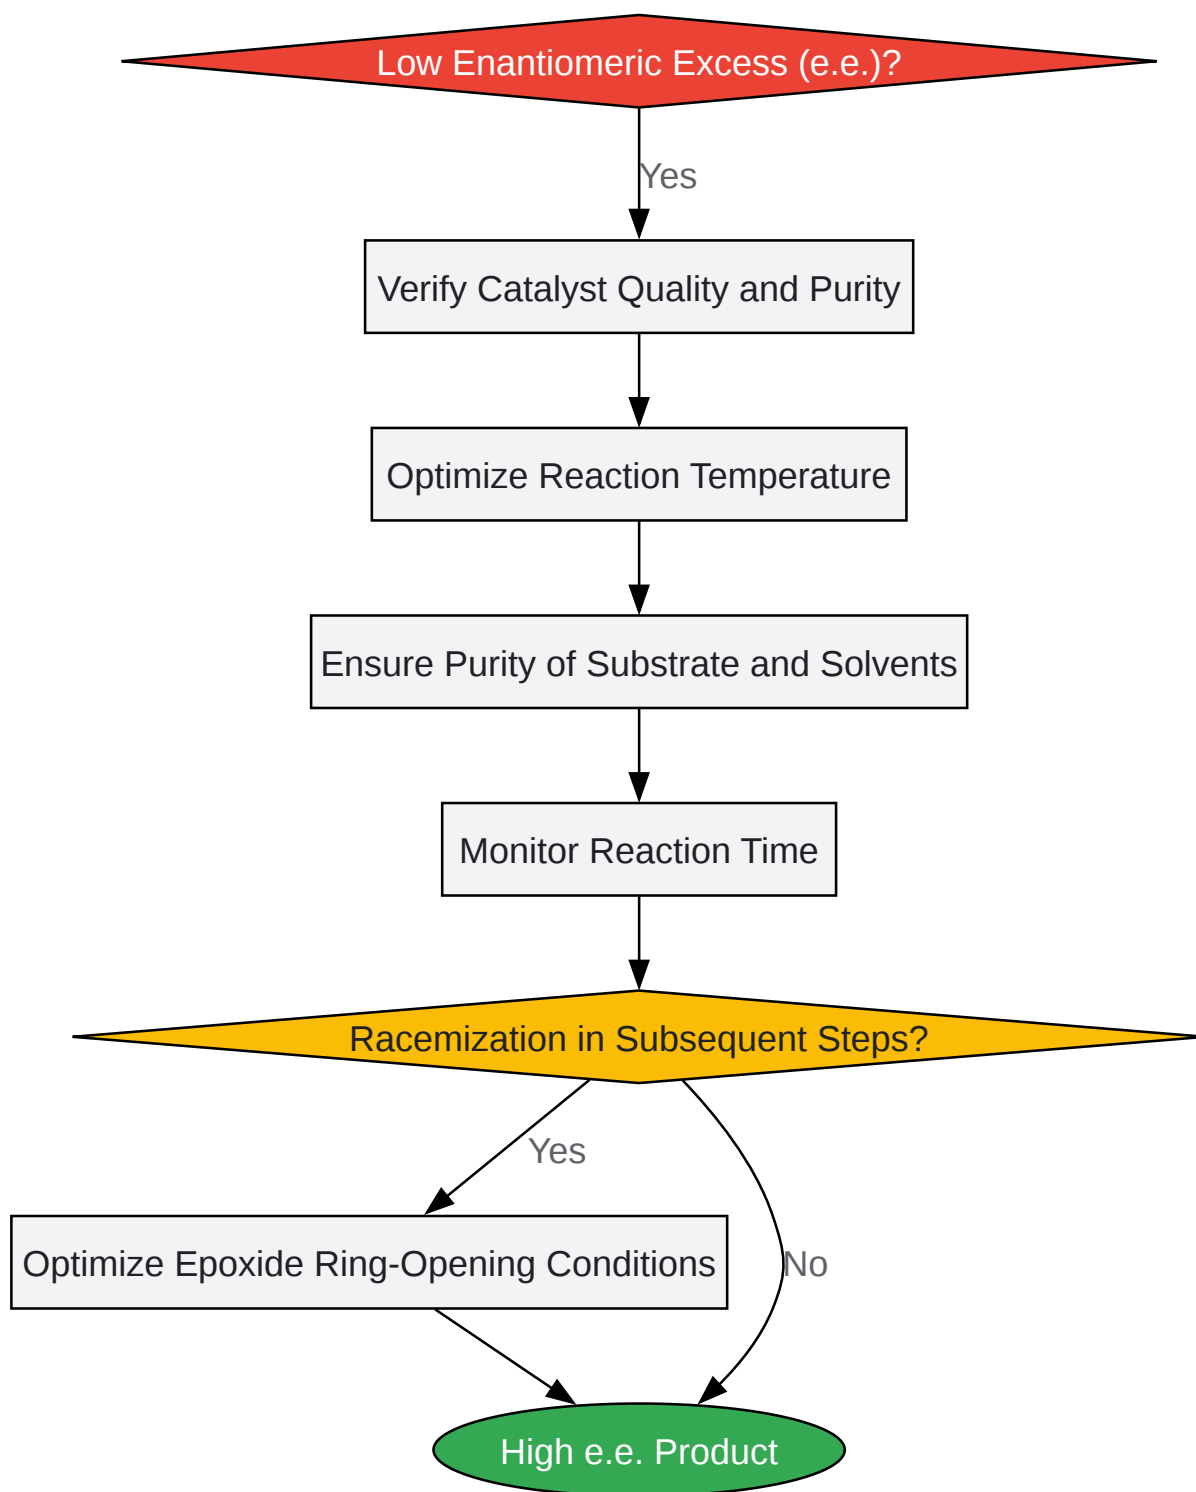 Low Enantiomeric Excess (e.e.)?
Yes
Verify Catalyst Quality and Purity
Optimize Reaction Temperature
Ensure Purity of Substrate and Solvents
Monitor Reaction Time
Racemization in Subsequent Steps?
Yes
Optimize Epoxide Ring-Opening Conditions
No
High e.e. Product